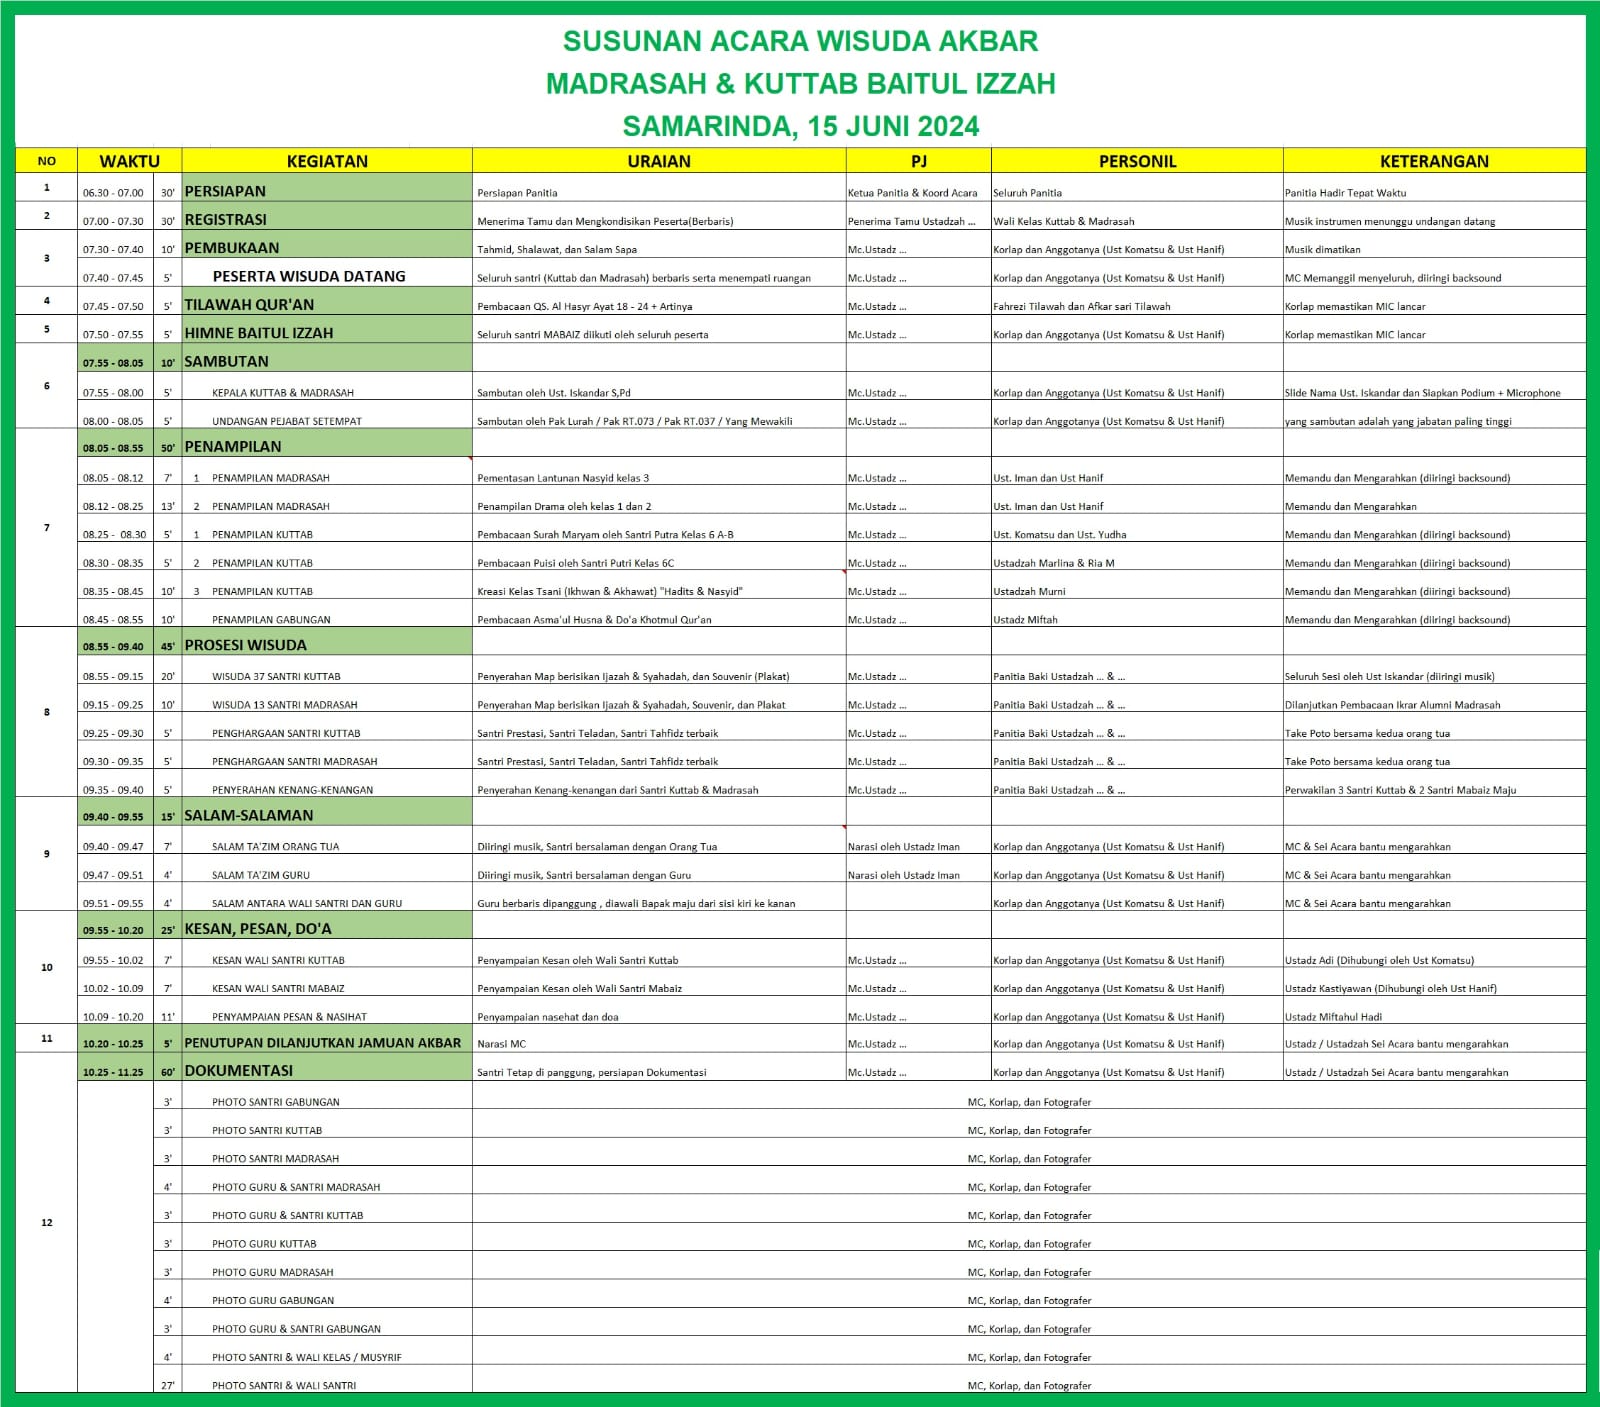 SUSUNAN ACARA WISUDA AKBAR
MADRASAH & KUTTAB BAITUL IZZAH
SAMARINDA, 15 JUNI 2024
NO WAKTU KEGIATAN URAIAN PJ PERSONIL KETERANGAN
1 06.30 - 07.00 30' PERSIAPAN Persiapan Panitia Ketua Panitia & Koord Acara Seluruh Panitia Panitia Hadir Tepat Waktu
2 07.00 - 07.30 30' REGISTRASI Menerima Tamu dan Mengkondisikan Peserta(Berbaris) Penerima Tamu Ustadzah ... Wali Kelas Kuttab & Madrasah Musik instrumen menunggu undangan datang
3 07.30 - 07.40 10' PEMBUKAAN Tahmid, Shalawat, dan Salam Sapa Mc.Ustadz ... Korlap dan Anggotanya (Ust Komatsu & Ust Hanif) Musik dimatikan
07.40 - 07.45 5' PESERTA WISUDA DATANG Seluruh santri (Kuttab dan Madrasah) berbaris serta menempati ruangan Mc.Ustadz ... Korlap dan Anggotanya (Ust Komatsu & Ust Hanif) MC Memanggil menyeluruh, diiringi backsound
4 07.45 - 07.50 5' TILAWAH QUR'AN Pembacaan QS. Al Hasyr Ayat 18 - 24 + Artinya Mc.Ustadz ... Fahrezi Tilawah dan Afkar sari Tilawah Korlap memastikan MIC lancar
5 07.50 - 07.55 5' HIMNE BAITUL IZZAH Seluruh santri MABAIZ diikuti oleh seluruh peserta Mc.Ustadz ... Korlap dan Anggotanya (Ust Komatsu & Ust Hanif) Korlap memastikan MIC lancar
6 07.55 - 08.05 10' SAMBUTAN
07.55 - 08.00 5' KEPALA KUTTAB & MADRASAH Sambutan oleh Ust. Iskandar S,Pd Mc.Ustadz ... Korlap dan Anggotanya (Ust Komatsu & Ust Hanif) Slide Nama Ust. Iskandar dan Siapkan Podium + Microphone
08.00 - 08.05 5' UNDANGAN PEJABAT SETEMPAT Sambutan oleh Pak Lurah / Pak RT.073 / Pak RT.037 / Yang Mewakili Mc.Ustadz ... Korlap dan Anggotanya (Ust Komatsu & Ust Hanif) yang sambutan adalah yang jabatan paling tinggi
7 08.05 - 08.55 50' PENAMPILAN
08.05 - 08.12 7' 1 PENAMPILAN MADRASAH Pementasan Lantunan Nasyid kelas 3 Mc.Ustadz ... Ust. Iman dan Ust Hanif Memandu dan Mengarahkan (diiringi backsound)
08.12 - 08.25 13' 2 PENAMPILAN MADRASAH Penampilan Drama oleh kelas 1 dan 2 Mc.Ustadz ... Ust. Iman dan Ust Hanif Memandu dan Mengarahkan
08.25 - 08.30 5' 1 PENAMPILAN KUTTAB Pembacaan Surah Maryam oleh Santri Putra Kelas 6 A-B Mc.Ustadz ... Ust. Komatsu dan Ust. Yudha Memandu dan Mengarahkan (diiringi backsound)
08.30 - 08.35 5' 2 PENAMPILAN KUTTAB Pembacaan Puisi oleh Santri Putri Kelas 6C Mc.Ustadz ... Ustadzah Marlina & Ria M Memandu dan Mengarahkan (diiringi backsound)
08.35 - 08.45 10' 3 PENAMPILAN KUTTAB Kreasi Kelas Tsani (Ikhwan & Akhawat) "Hadits & Nasyid" Mc.Ustadz ... Ustadzah Murni Memandu dan Mengarahkan (diiringi backsound)
08.45 - 08.55 10' PENAMPILAN GABUNGAN Pembacaan Asma'ul Husna & Do'a Khotmul Qur'an Mc.Ustadz ... Ustadz Miftah Memandu dan Mengarahkan (diiringi backsound)
8 08.55 - 09.40 45' PROSESI WISUDA
08.55 - 09.15 20' WISUDA 37 SANTRI KUTTAB Penyerahan Map berisikan Ijazah & Syahadah, dan Souvenir (Plakat) Mc.Ustadz ... Panitia Baki Ustadzah ... & ... Seluruh Sesi oleh Ust Iskandar (diiringi musik)
09.15 - 09.25 10' WISUDA 13 SANTRI MADRASAH Penyerahan Map berisikan Ijazah & Syahadah, Souvenir, dan Plakat Mc.Ustadz ... Panitia Baki Ustadzah ... & ... Dilanjutkan Pembacaan Ikrar Alumni Madrasah
09.25 - 09.30 5' PENGHARGAAN SANTRI KUTTAB Santri Prestasi, Santri Teladan, Santri Tahfidz terbaik Mc.Ustadz ... Panitia Baki Ustadzah ... & ... Take Poto bersama kedua orang tua
09.30 - 09.35 5' PENGHARGAAN SANTRI MADRASAH Santri Prestasi, Santri Teladan, Santri Tahfidz terbaik Mc.Ustadz ... Panitia Baki Ustadzah ... & ... Take Poto bersama kedua orang tua
09.35 - 09.40 5' PENYERAHAN KENANG-KENANGAN Penyerahan Kenang-kenangan dari Santri Kuttab & Madrasah Mc.Ustadz ... Panitia Baki Ustadzah ... & ... Perwakilan 3 Santri Kuttab & 2 Santri Mabaiz Maju
9 09.40 - 09.55 15' SALAM-SALAMAN
09.40 - 09.47 7' SALAM TA'ZIM ORANG TUA Diiringi musik, Santri bersalaman dengan Orang Tua Narasi oleh Ustadz Iman Korlap dan Anggotanya (Ust Komatsu & Ust Hanif) MC & Sei Acara bantu mengarahkan
09.47 - 09.51 4' SALAM TA'ZIM GURU Diiringi musik, Santri bersalaman dengan Guru Narasi oleh Ustadz Iman Korlap dan Anggotanya (Ust Komatsu & Ust Hanif) MC & Sei Acara bantu mengarahkan
09.51 - 09.55 4' SALAM ANTARA WALI SANTRI DAN GURU Guru berbaris dipanggung , diawali Bapak maju dari sisi kiri ke kanan Korlap dan Anggotanya (Ust Komatsu & Ust Hanif) MC & Sei Acara bantu mengarahkan
10 09.55 - 10.20 25' KESAN, PESAN, DO'A
09.55 - 10.02 7' KESAN WALI SANTRI KUTTAB Penyampaian Kesan oleh Wali Santri Kuttab Mc.Ustadz ... Korlap dan Anggotanya (Ust Komatsu & Ust Hanif) Ustadz Adi (Dihubungi oleh Ust Komatsu)
10.02 - 10.09 7' KESAN WALI SANTRI MABAIZ Penyampaian Kesan oleh Wali Santri Mabaiz Mc.Ustadz ... Korlap dan Anggotanya (Ust Komatsu & Ust Hanif) Ustadz Kastiyawan (Dihubungi oleh Ust Hanif)
10.09 - 10.20 11' PENYAMPAIAN PESAN & NASIHAT Penyampaian nasehat dan doa Mc.Ustadz ... Korlap dan Anggotanya (Ust Komatsu & Ust Hanif) Ustadz Miftahul Hadi
11 10.20 - 10.25 5' PENUTUPAN DILANJUTKAN JAMUAN AKBAR Narasi MC Mc.Ustadz ... Korlap dan Anggotanya (Ust Komatsu & Ust Hanif) Ustadz / Ustadzah Sei Acara bantu mengarahkan
12 10.25 - 11.25 60' DOKUMENTASI Santri Tetap di panggung, persiapan Dokumentasi Mc.Ustadz ... Korlap dan Anggotanya (Ust Komatsu & Ust Hanif) Ustadz / Ustadzah Sei Acara bantu mengarahkan
3' PHOTO SANTRI GABUNGAN MC, Korlap, dan Fotografer
3' PHOTO SANTRI KUTTAB MC, Korlap, dan Fotografer
3' PHOTO SANTRI MADRASAH MC, Korlap, dan Fotografer
4' PHOTO GURU & SANTRI MADRASAH MC, Korlap, dan Fotografer
3' PHOTO GURU & SANTRI KUTTAB MC, Korlap, dan Fotografer
3' PHOTO GURU KUTTAB MC, Korlap, dan Fotografer
3' PHOTO GURU MADRASAH MC, Korlap, dan Fotografer
4' PHOTO GURU GABUNGAN MC, Korlap, dan Fotografer
3' PHOTO GURU & SANTRI GABUNGAN MC, Korlap, dan Fotografer
4' PHOTO SANTRI & WALI KELAS / MUSYRIF MC, Korlap, dan Fotografer
27' PHOTO SANTRI & WALI SANTRI MC, Korlap, dan Fotografer